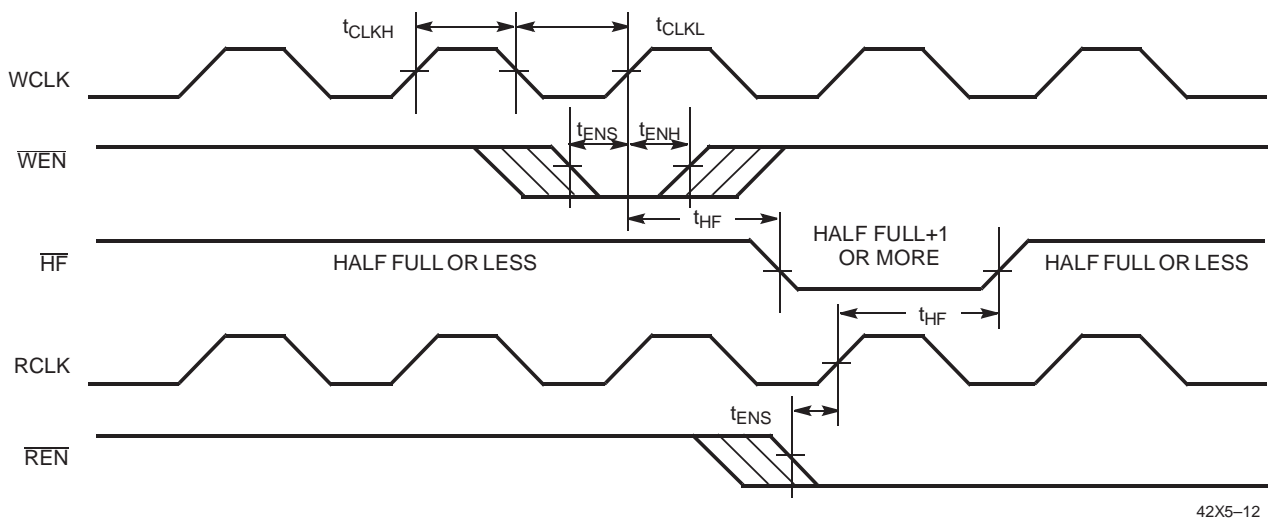 tCLKH
tCLKL
WCLK
tENS
tENH
WEN
tHF
HF
HALF FULL OR LESS
HALF FULL+1
OR MORE
HALF FULL OR LESS
tHF
RCLK
tENS
REN
42X5–12